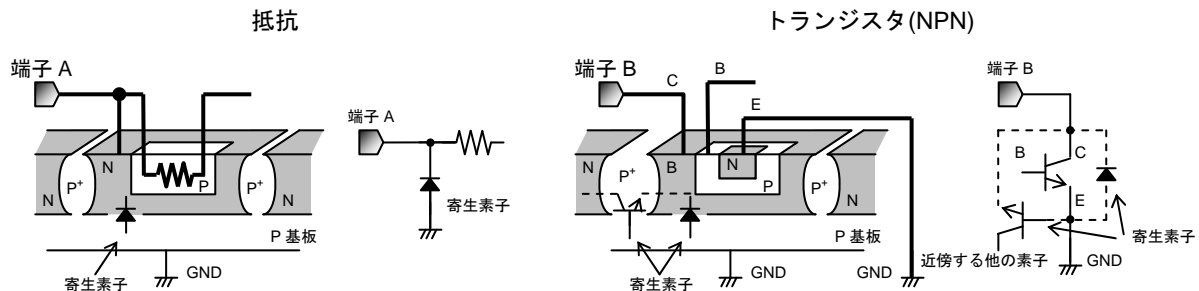 抵抗
端子 A
N
N
P+
P
P+
N
P 基板
GND
寄生素子
端子 A
寄生素子
トランジスタ(NPN)
端子 B
C
B
E
N
P+
B
N
P
P+
N
P 基板
GND
寄生素子
GND
端子 B
B
C
E
寄生素子
近傍する他の素子
GND